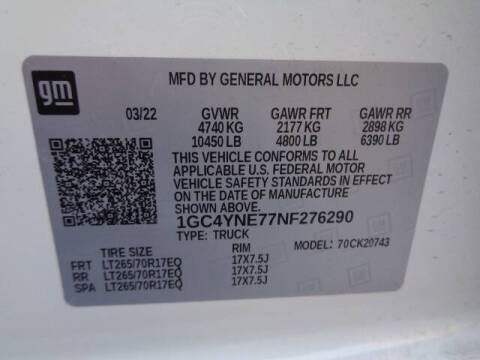 gm
MFD BY GENERAL MOTORS LLC
03/22 GVWR GAWR FRT GAWR RR
4740 KG 2177 KG 2898 KG
10450 LB 4800 LB 6390 LB
THIS VEHICLE CONFORMS TO ALL
APPLICABLE U.S. FEDERAL MOTOR
VEHICLE SAFETY STANDARDS IN EFFECT
ON THE DATE OF MANUFACTURE
SHOWN ABOVE.
1GC4YNE77NF276290
TYPE: TRUCK MODEL: 70CK20743
TIRE SIZE RIM
FRT LT265/70R17EQ 17X7.5J
RR LT265/70R17EQ 17X7.5J
SPA LT265/70R17EQ 17X7.5J